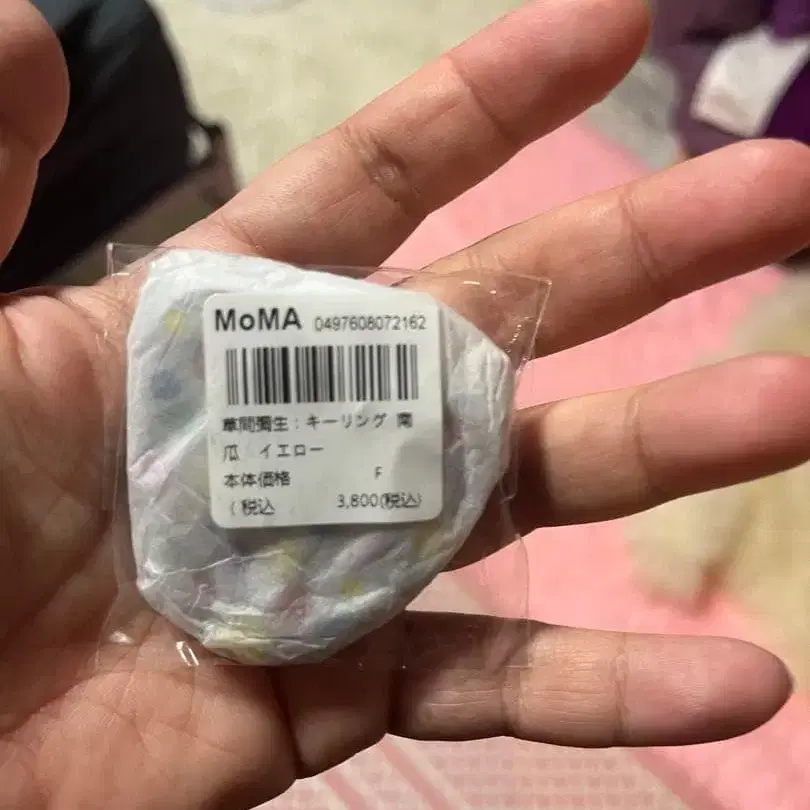 MoMA 0497608072162
草間彌生：キーリング 南
瓜 イエロー
本体価格 F
(税込 3,800(税込)